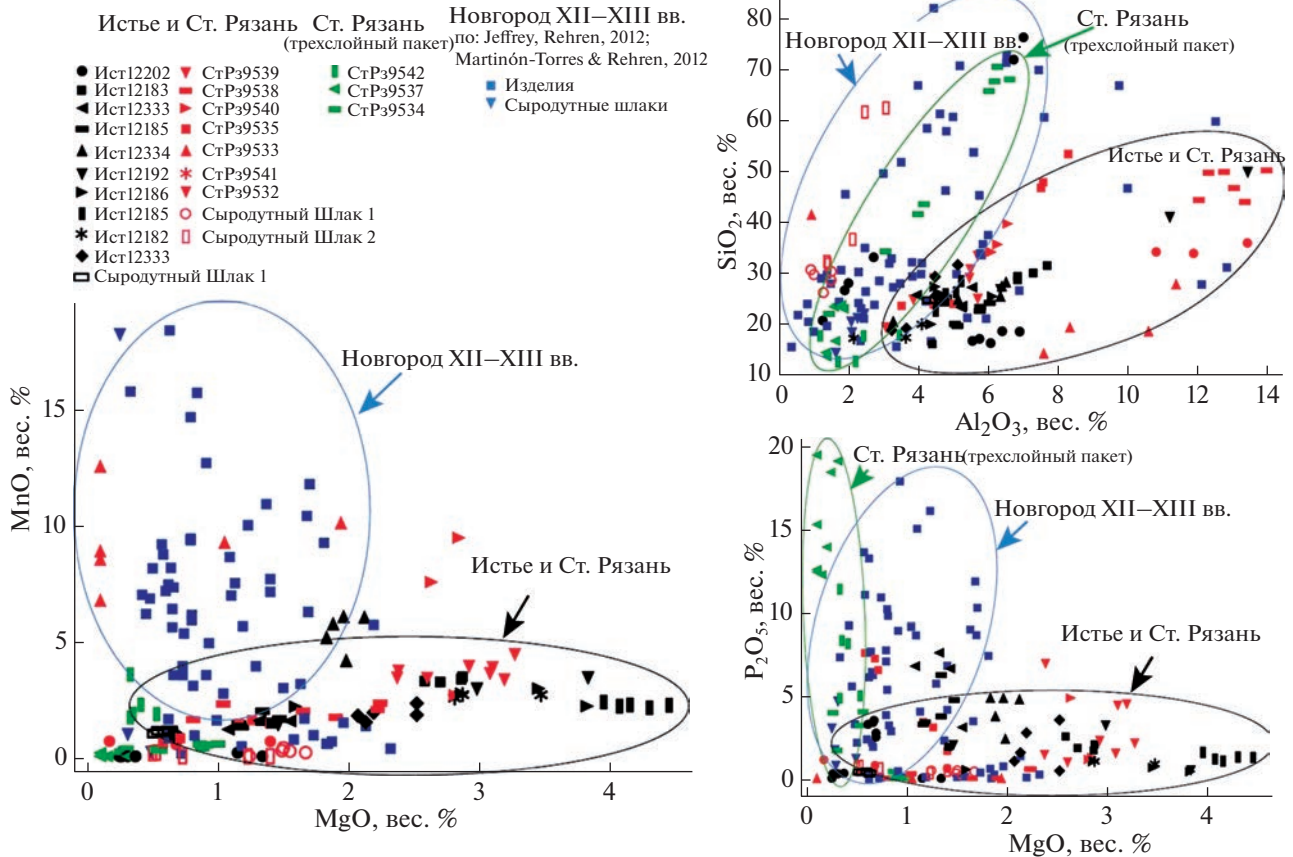 Истье и Ст. Рязань
Ст. Рязань
(трехслойный пакет)
Новгород XII–XIII вв.
по: Jeffrey, Rehren, 2012;
Martinón-Torres & Rehren, 2012
Изделия
Сыродутные шлаки
Ист12202
Ист12183
Ист12333
Ист12185
Ист12334
Ист12192
Ист12186
Ист12185
Ист12182
Ист12333
Сыродутный Шлак 1
СтРз9539
СтРз9538
СтРз9540
СтРз9535
СтРз9533
СтРз9541
СтРз9532
Сыродутный Шлак 1
Сыродутный Шлак 2
СтРз9542
СтРз9537
СтРз9534
MnO, вес. %
15
10
5
0
0 1 2 3 4
MgO, вес. %
Новгород XII–XIII вв.
Истье и Ст. Рязань
SiO₂, вес. %
80
70
60
50
40
30
20
10
0 2 4 6 8 10 12 14
Al₂O₃, вес. %
Новгород XII–XIII вв.
Ст. Рязань
(трехслойный пакет)
Истье и Ст. Рязань
P₂O₅, вес. %
20
15
10
5
0
0 1 2 3 4
MgO, вес. %
Ст. Рязань (трехслойный пакет)
Новгород XII–XIII вв.
Истье и Ст. Рязань